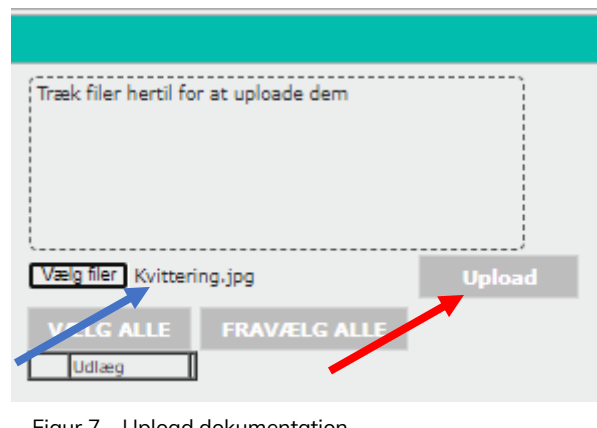 Træk filer hertil for at uploade dem
Vælg filer Kvittering.jpg Upload
VÆLG ALLE FRAVÆLG ALLE
Udlæg
Figur 7 – Upload dokumentation